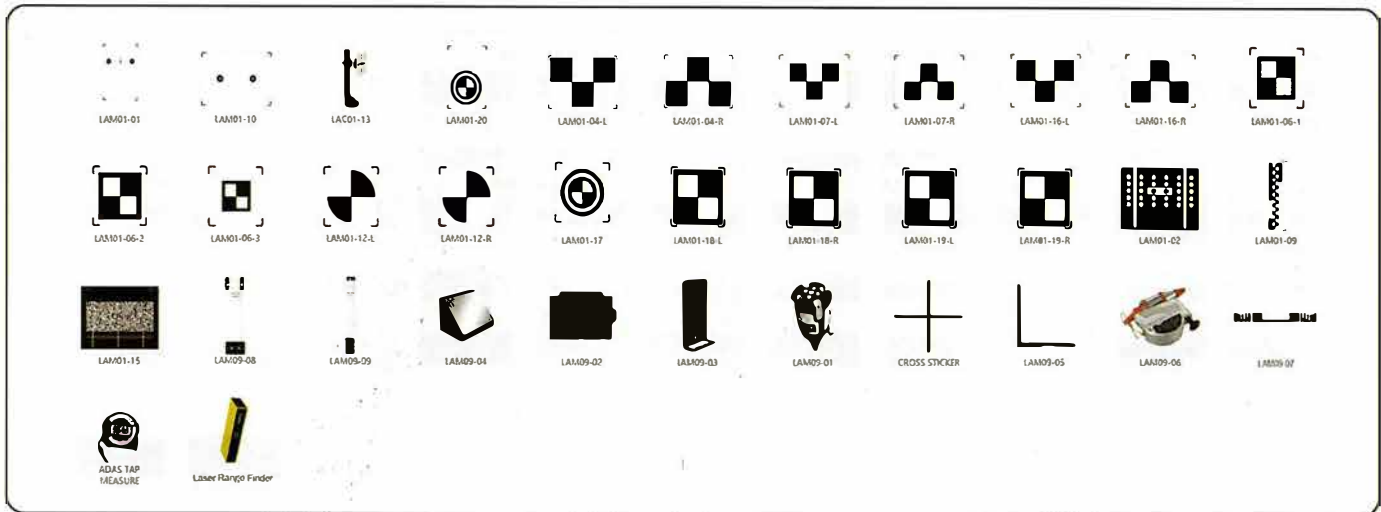 LAM01-01
LAM01-10
LAC01-13
LAM01-20
LAM01-04-L
LAM01-04-R
LAM01-07-L
LAM01-07-R
LAM01-16-L
LAM01-16-R
LAM01-06-1
LAM01-06-2
LAM01-06-3
LAM01-12-L
LAM01-12-R
LAM01-17
LAM01-18-L
LAM01-18-R
LAM01-19-L
LAM01-19-R
LAM01-02
LAM01-09
LAM01-15
LAM09-08
LAM09-09
LAM09-04
LAM09-02
LAM09-03
LAM09-01
CROSS STICKER
LAM09-05
LAM09-06
LAM09-07
ADAS TAP
MEASURE
Laser Range Finder